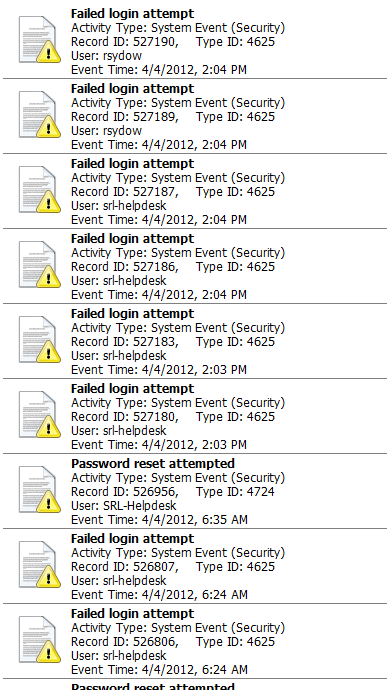 Failed login attempt
Activity Type: System Event (Security)
Record ID: 527190, Type ID: 4625
User: rsydow
Event Time: 4/4/2012, 2:04 PM
Failed login attempt
Activity Type: System Event (Security)
Record ID: 527189, Type ID: 4625
User: rsydow
Event Time: 4/4/2012, 2:04 PM
Failed login attempt
Activity Type: System Event (Security)
Record ID: 527187, Type ID: 4625
User: srl-helpdesk
Event Time: 4/4/2012, 2:04 PM
Failed login attempt
Activity Type: System Event (Security)
Record ID: 527186, Type ID: 4625
User: srl-helpdesk
Event Time: 4/4/2012, 2:04 PM
Failed login attempt
Activity Type: System Event (Security)
Record ID: 527183, Type ID: 4625
User: srl-helpdesk
Event Time: 4/4/2012, 2:03 PM
Failed login attempt
Activity Type: System Event (Security)
Record ID: 527180, Type ID: 4625
User: srl-helpdesk
Event Time: 4/4/2012, 2:03 PM
Password reset attempted
Activity Type: System Event (Security)
Record ID: 526956, Type ID: 4724
User: SRL-Helpdesk
Event Time: 4/4/2012, 6:35 AM
Failed login attempt
Activity Type: System Event (Security)
Record ID: 526807, Type ID: 4625
User: srl-helpdesk
Event Time: 4/4/2012, 6:24 AM
Failed login attempt
Activity Type: System Event (Security)
Record ID: 526806, Type ID: 4625
User: srl-helpdesk
Event Time: 4/4/2012, 6:24 AM
Password reset attempted